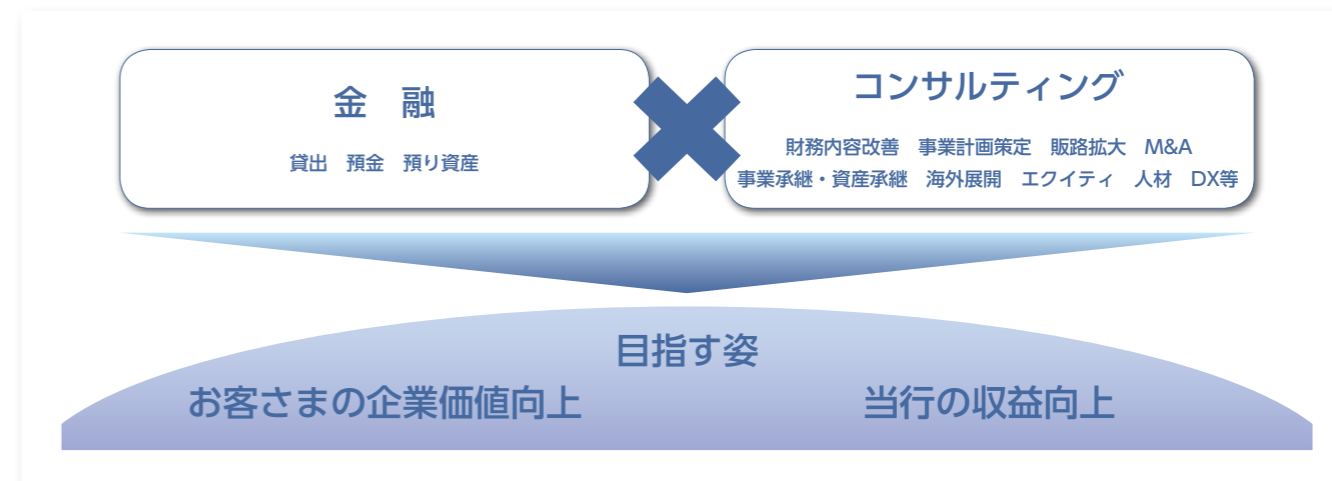 金 融
貸出 預金 預り資産
コンサルティング
財務内容改善 事業計画策定 販路拡大 M&A
事業承継・資産承継 海外展開 エクイティ 人材 DX等
目指す姿
お客さまの企業価値向上 当行の収益向上